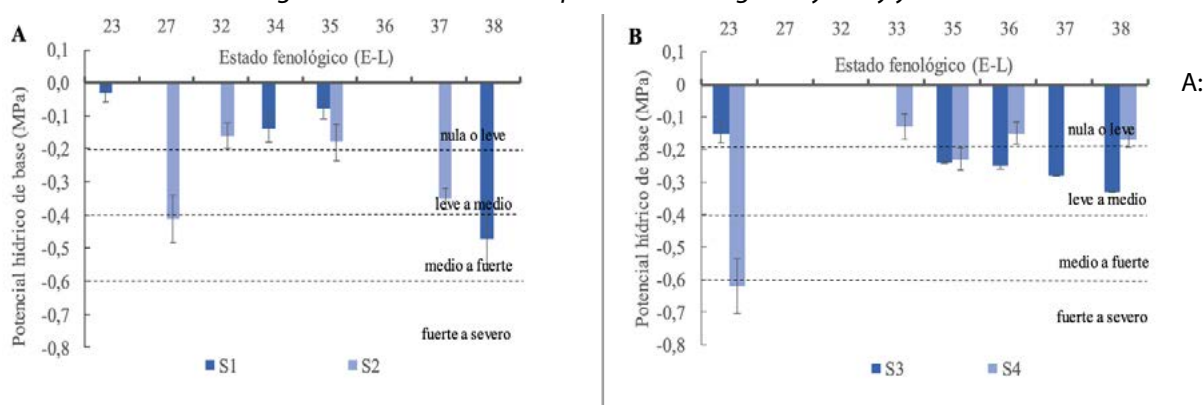 A
23 27 32 34 35 36 37 38
Estado fenológico (E-L)
Potencial hídrico de base (MPa)
0,1
0
-0,1
-0,2
-0,3
-0,4
-0,5
-0,6
-0,7
-0,8
nula o leve
leve a medio
medio a fuerte
fuerte a severo
S1 S2
B
23 27 32 33 35 36 37 38
Estado fenológico (E-L)
Potencial hídrico de base (MPa)
0,1
0
-0,1
-0,2
-0,3
-0,4
-0,5
-0,6
-0,7
-0,8
nula o leve
leve a medio
medio a fuerte
fuerte a severo
S3 S4
A: